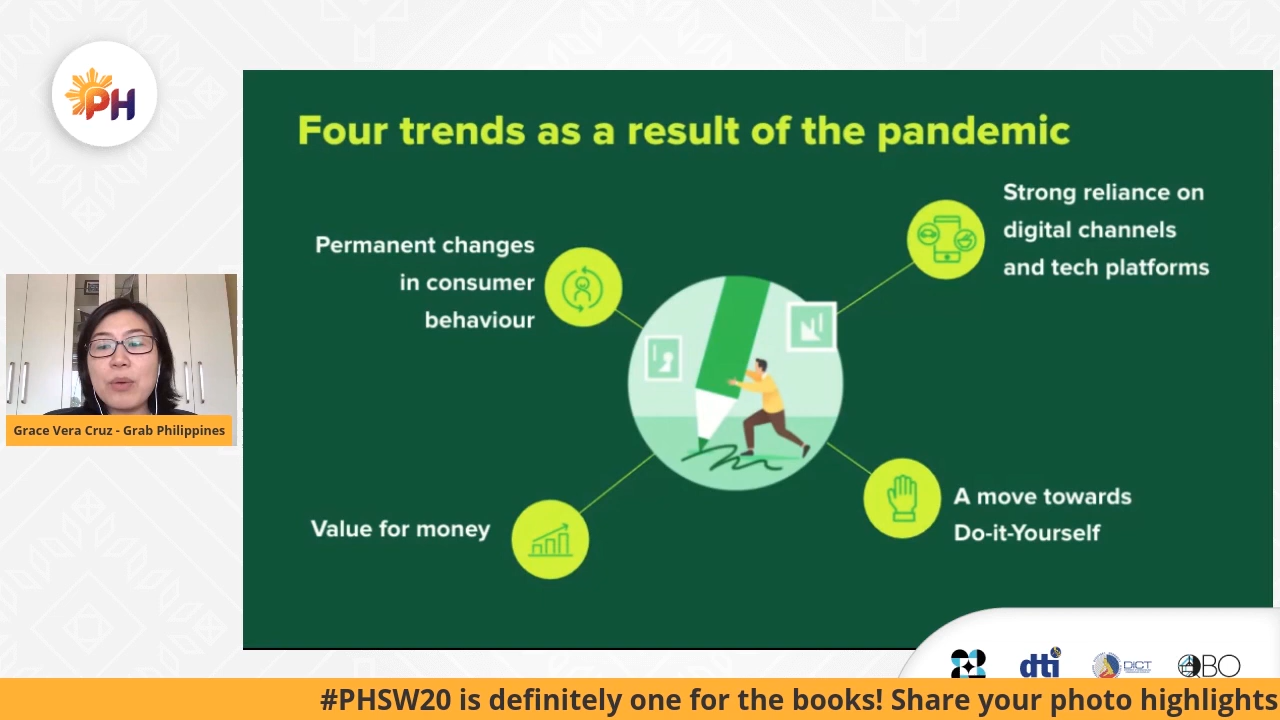 PH
Four trends as a result of the pandemic
Permanent changes
in consumer
behaviour
Strong reliance on
digital channels
and tech platforms
Value for money
A move towards
Do-it-Yourself
Grace Vera Cruz - Grab Philippines
dti
DICT
QBO
#PHSW20 is definitely one for the books! Share your photo highlights